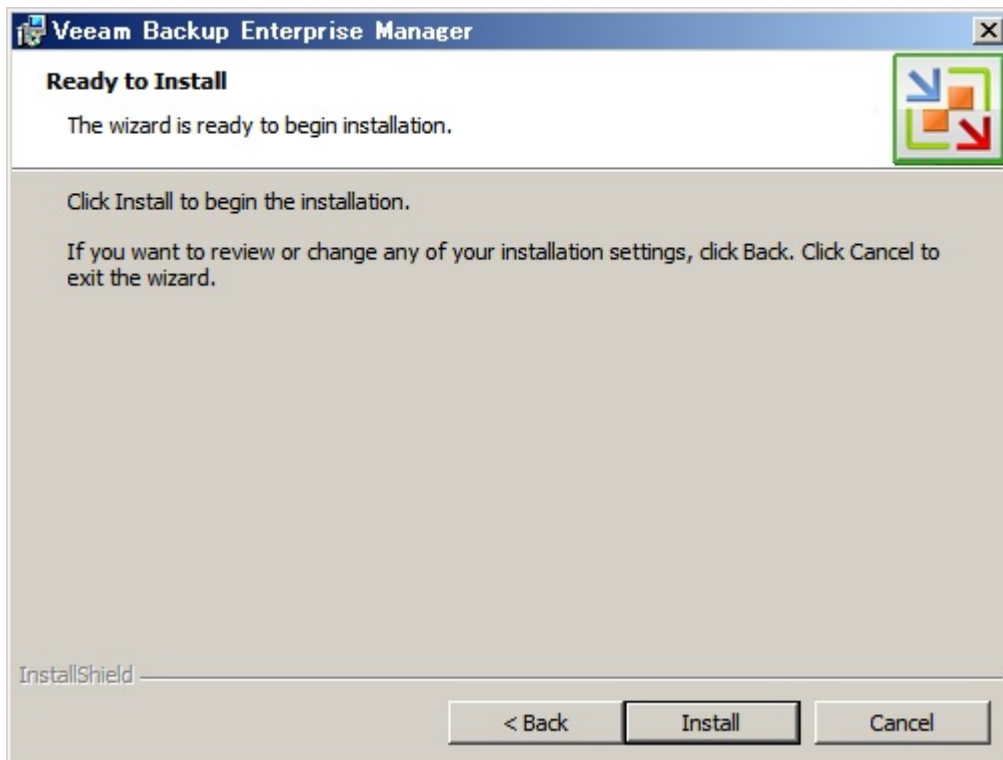 Veeam Backup Enterprise Manager
Ready to Install
The wizard is ready to begin installation.
Click Install to begin the installation.
If you want to review or change any of your installation settings, click Back. Click Cancel to
exit the wizard.
InstallShield
< Back
Install
Cancel